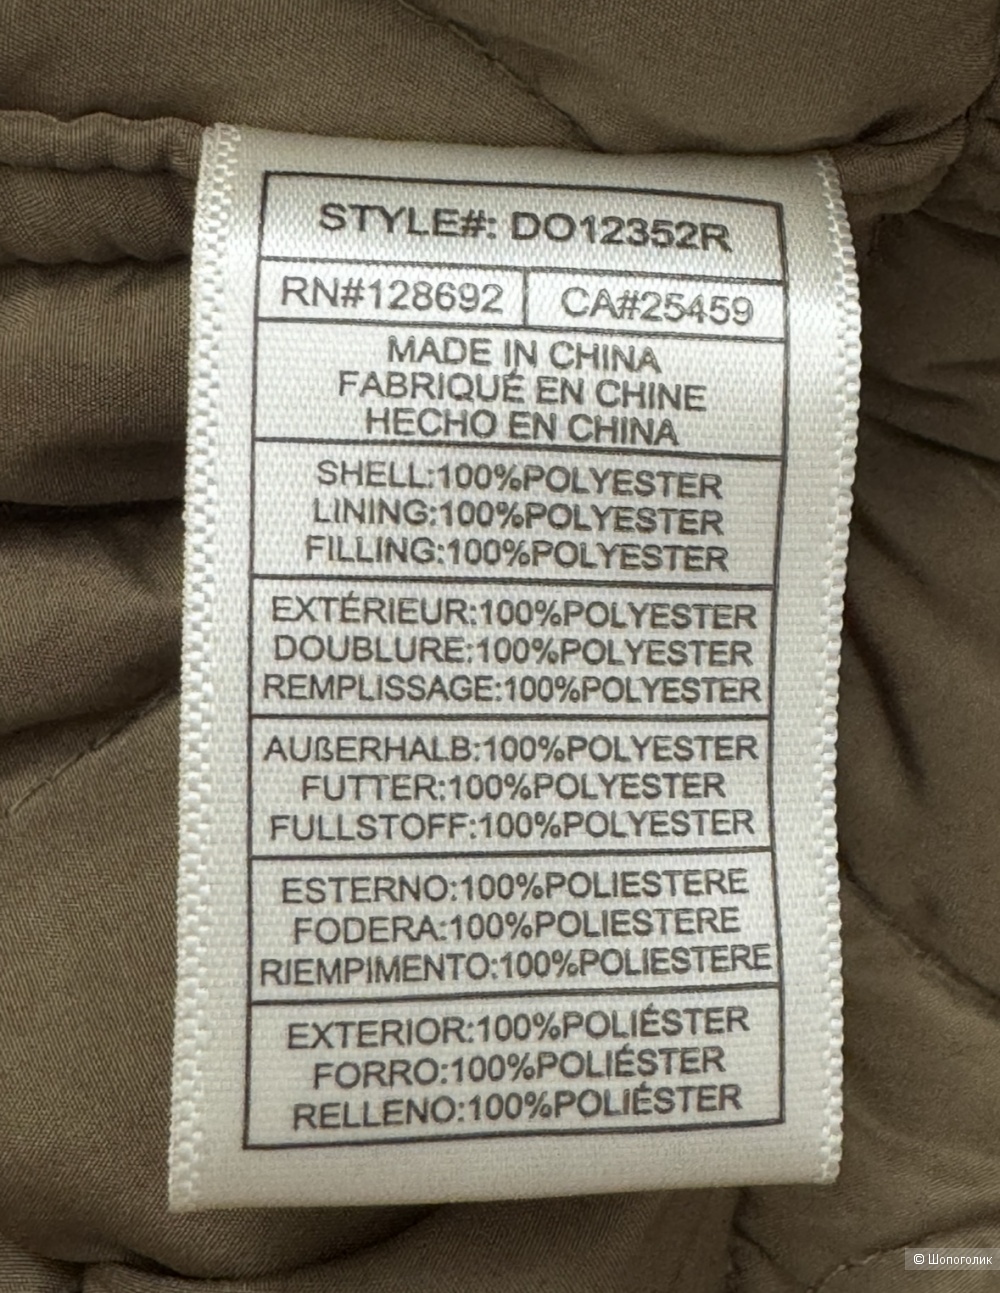 STYLE#: DO12352R
RN#128692 CA#25459
MADE IN CHINA
FABRIQUÉ EN CHINE
HECHO EN CHINA
SHELL:100%POLYESTER
LINING:100%POLYESTER
FILLING:100%POLYESTER
EXTÉRIEUR:100%POLYESTER
DOUBLURE:100%POLYESTER
REMPLISSAGE:100%POLYESTER
AUßERHALB:100%POLYESTER
FUTTER:100%POLYESTER
FULLSTOFF:100%POLYESTER
ESTERNO:100%POLIESTERE
FODERA:100%POLIESTERE
RIEMPIMENTO:100%POLIESTERE
EXTERIOR:100%POLIÉSTER
FORRO:100%POLIÉSTER
RELLENO:100%POLIÉSTER
© Шопоголик